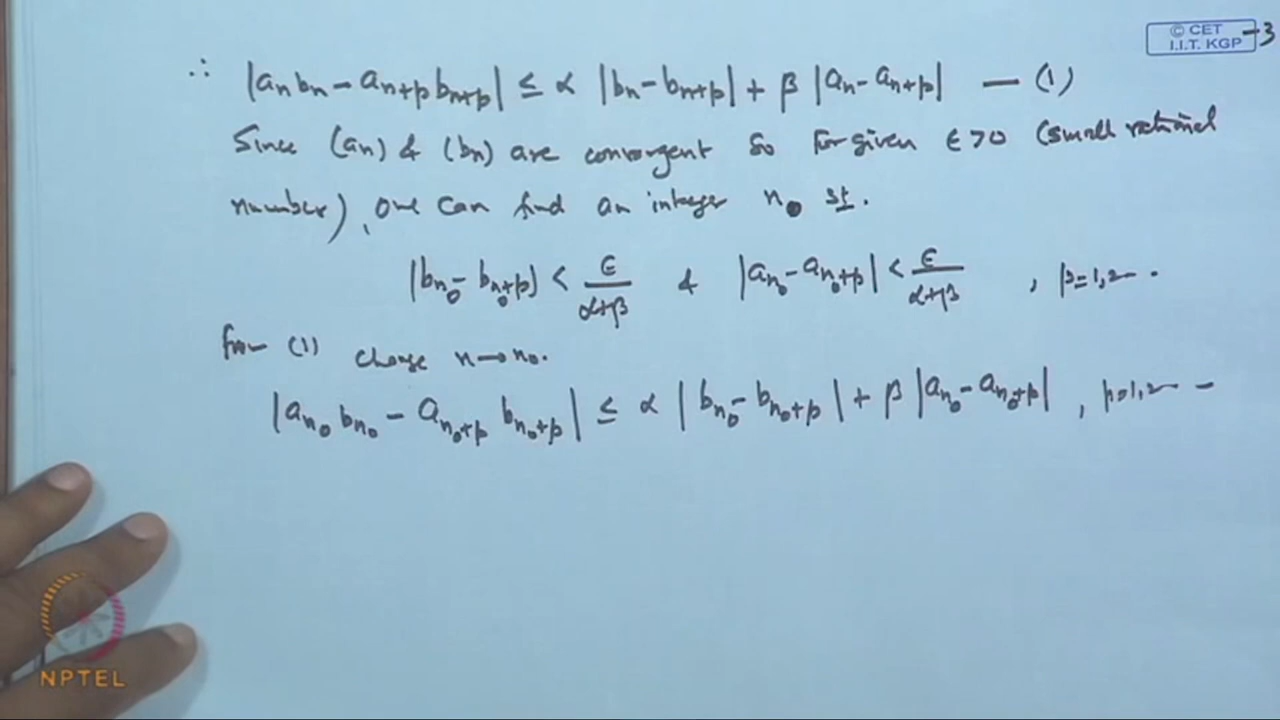 © CET
I.I.T. KGP
-3
∴ |aₙbₙ - aₙ₊ₚbₙ₊ₚ| ≤ α |bₙ - bₙ₊ₚ| + β |aₙ - aₙ₊ₚ| — (1)
Since (aₙ) & (bₙ) are convergent So For given ε > 0 (small rational
number), one can find an integer n₀ st.
|bₙ₀ - bₙ₀₊ₚ| < ε/(α+β) & |aₙ₀ - aₙ₀₊ₚ| < ε/(α+β) , p=1,2-- .
(1) choose n → n₀.
|aₙ₀bₙ₀ - aₙ₀₊ₚ bₙ₀₊ₚ| ≤ α |bₙ₀ - bₙ₀₊ₚ| + β |aₙ₀ - aₙ₀₊ₚ| , p=1,2-- -
NPTEL